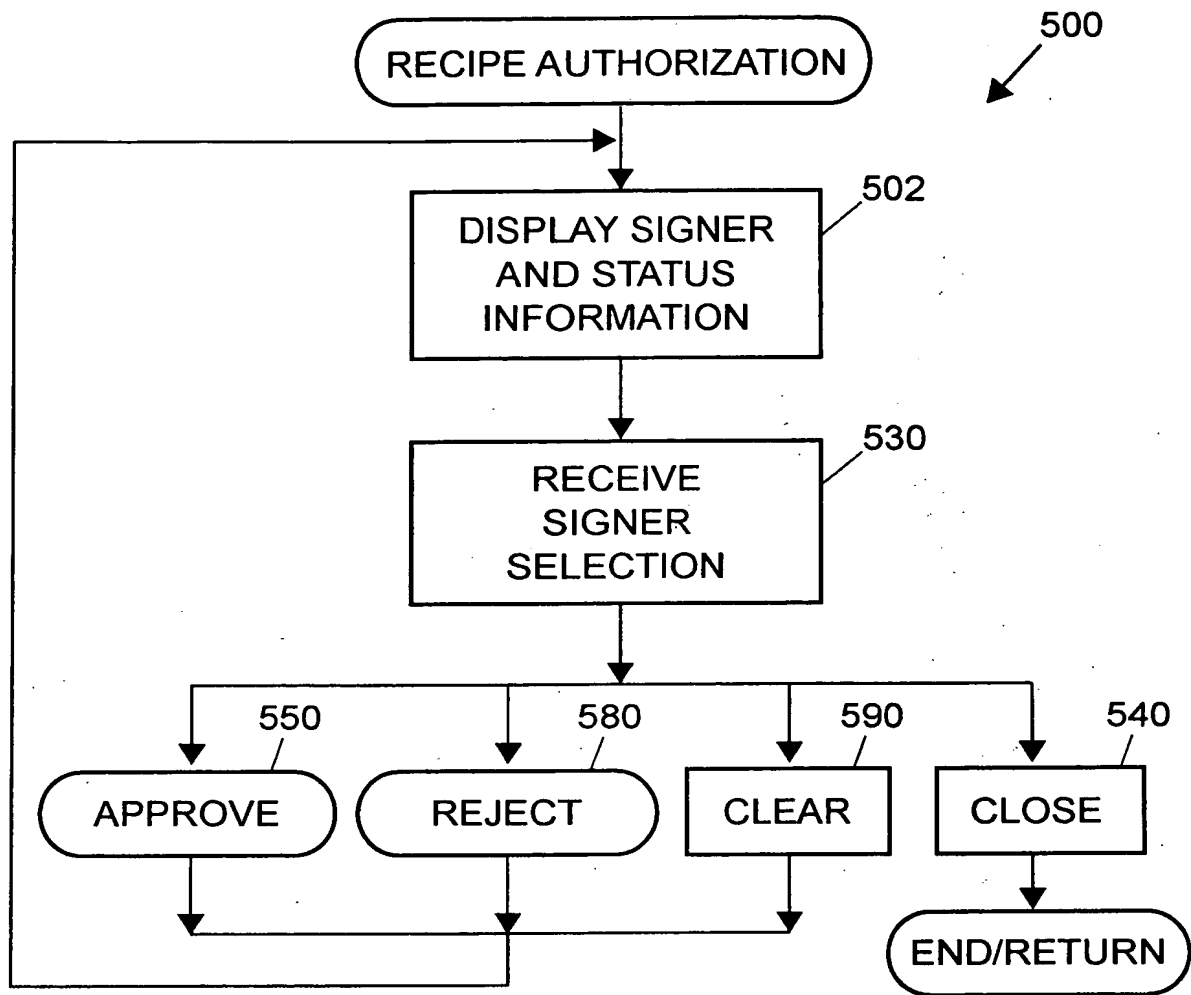 500
RECIPE AUTHORIZATION
502
DISPLAY SIGNER
AND STATUS
INFORMATION
530
RECEIVE
SIGNER
SELECTION
550
580
590
540
APPROVE
REJECT
CLEAR
CLOSE
END/RETURN